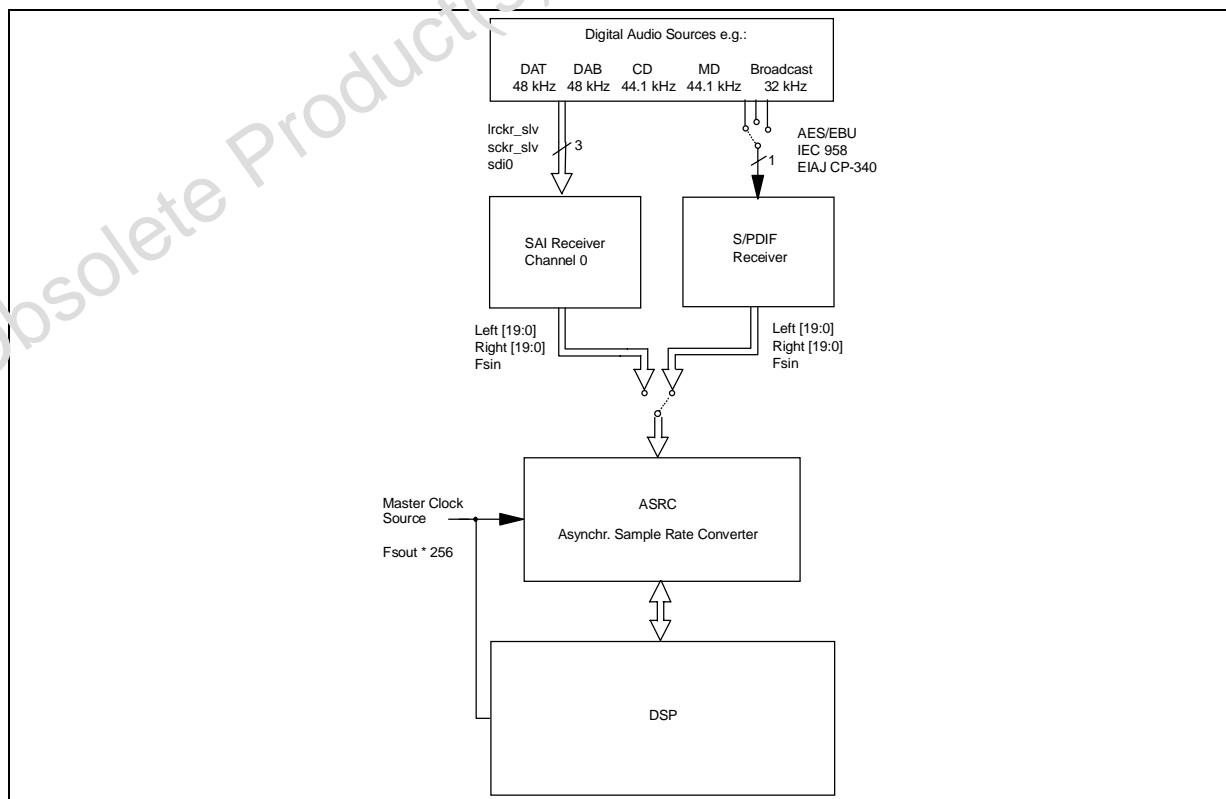 Obsolete Product(s)
Digital Audio Sources e.g.:
DAT DAB CD MD Broadcast
48 kHz 48 kHz 44.1 kHz 44.1 kHz 32 kHz
lrckr_slv
sckr_slv
sdi0
3
AES/EBU
IEC 958
EIAJ CP-340
1
SAI Receiver
Channel 0
S/PDIF
Receiver
Left [19:0]
Right [19:0]
Fsin
Left [19:0]
Right [19:0]
Fsin
Master Clock
Source
Fsout * 256
ASRC
Asynchr. Sample Rate Converter
DSP